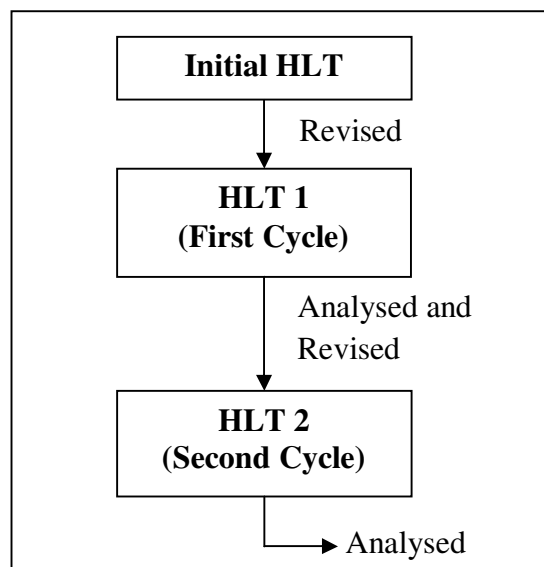 Initial HLT
Revised
HLT 1
(First Cycle)
Analysed and
Revised
HLT 2
(Second Cycle)
Analysed